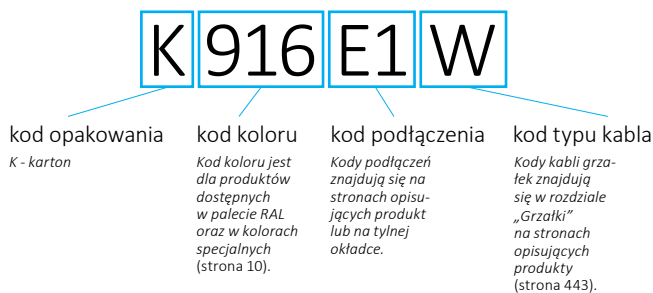 K 916 E1 W
kod opakowania
K - karton
kod koloru
Kod koloru jest
dla produktów
dostępnych
w palecie RAL
oraz w kolorach
specjalnych
(strona 10).
kod podłączenia
Kody podłączeń
znajdują się na
stronach opisu-
jących produkt
lub na tylnej
okładce.
kod typu kabla
Kody kabli grza-
łek znajdują
się w rozdziale
„Grzałki”
na stronach
opisujących
produkty
(strona 443).